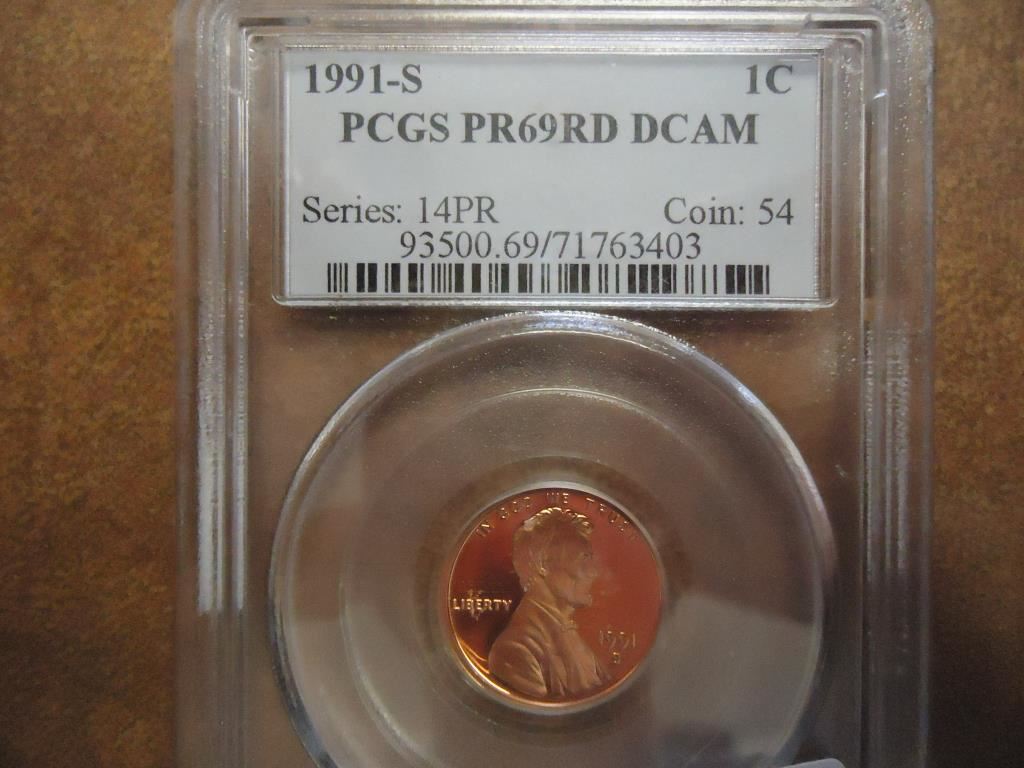 1991-S 1C
PCGS PR69RD DCAM
Series: 14PR Coin: 54
93500.69/71763403
IN GOD WE TRUST
LIBERTY
1991
S